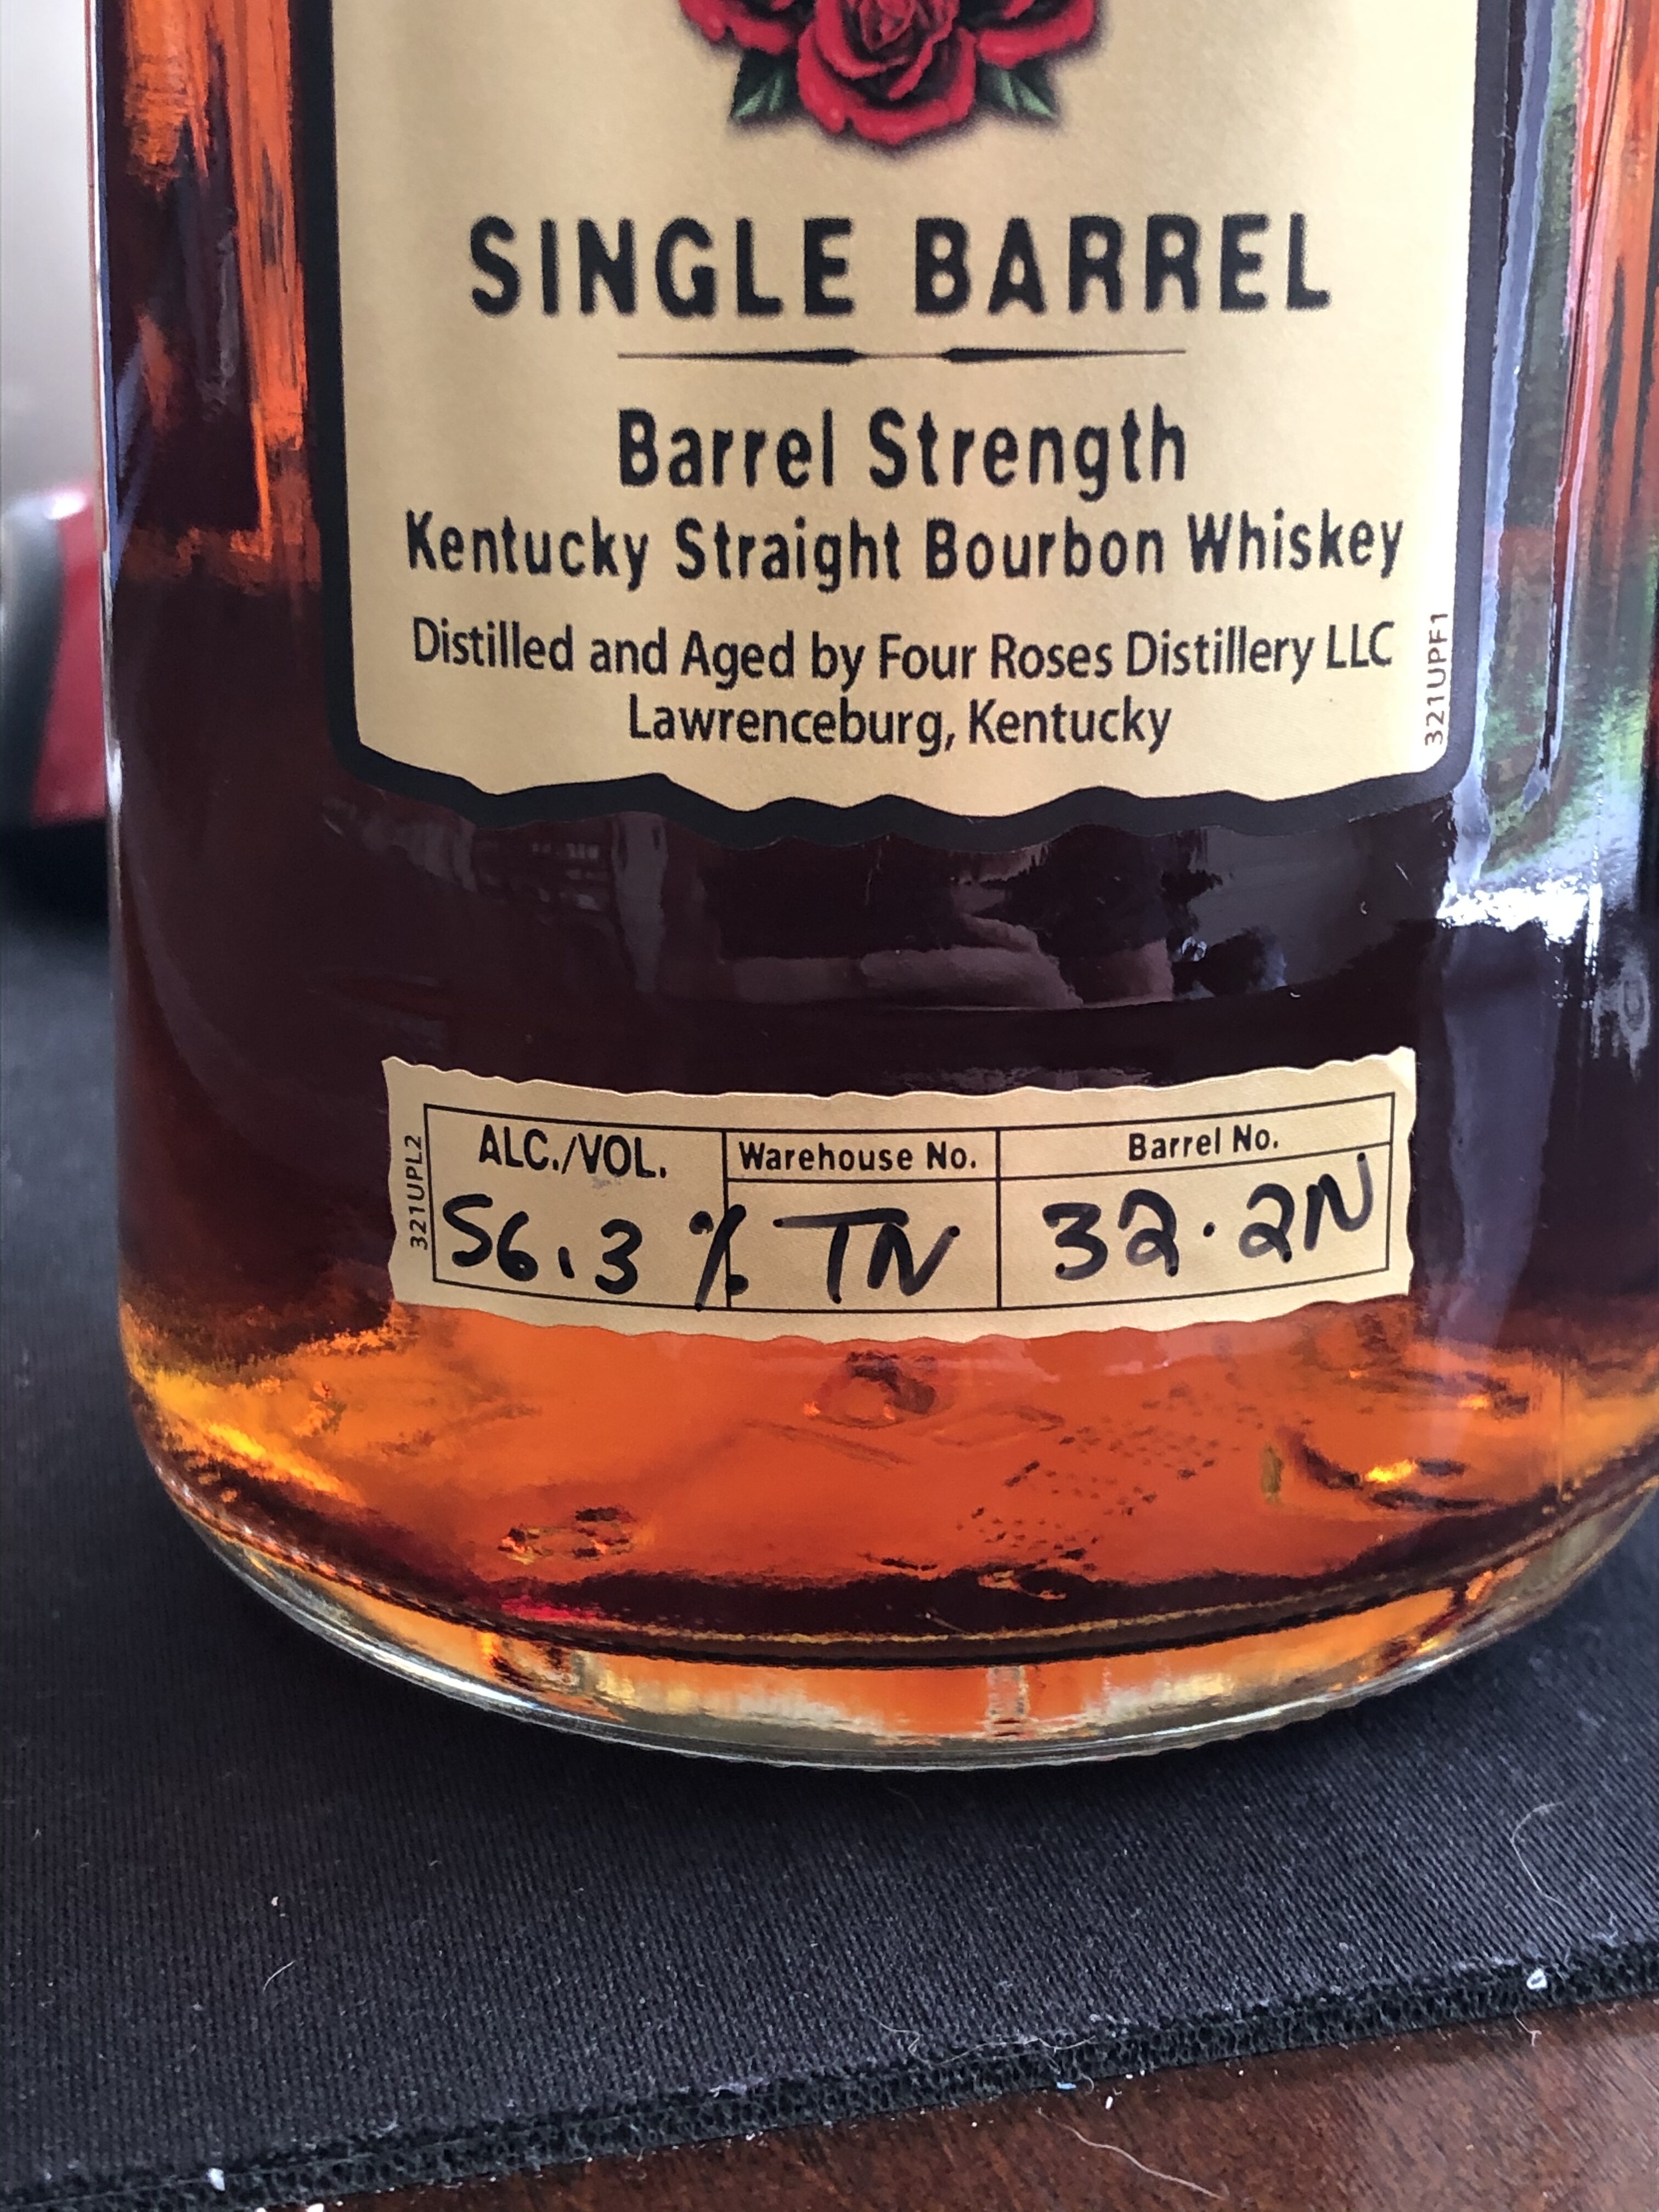 SINGLE BARREL
Barrel Strength
Kentucky Straight Bourbon Whiskey
Distilled and Aged by Four Roses Distillery LLC
Lawrenceburg, Kentucky
321UPF1
321UPL2
ALC./VOL. Warehouse No. Barrel No.
56.3 % TN 32.2N